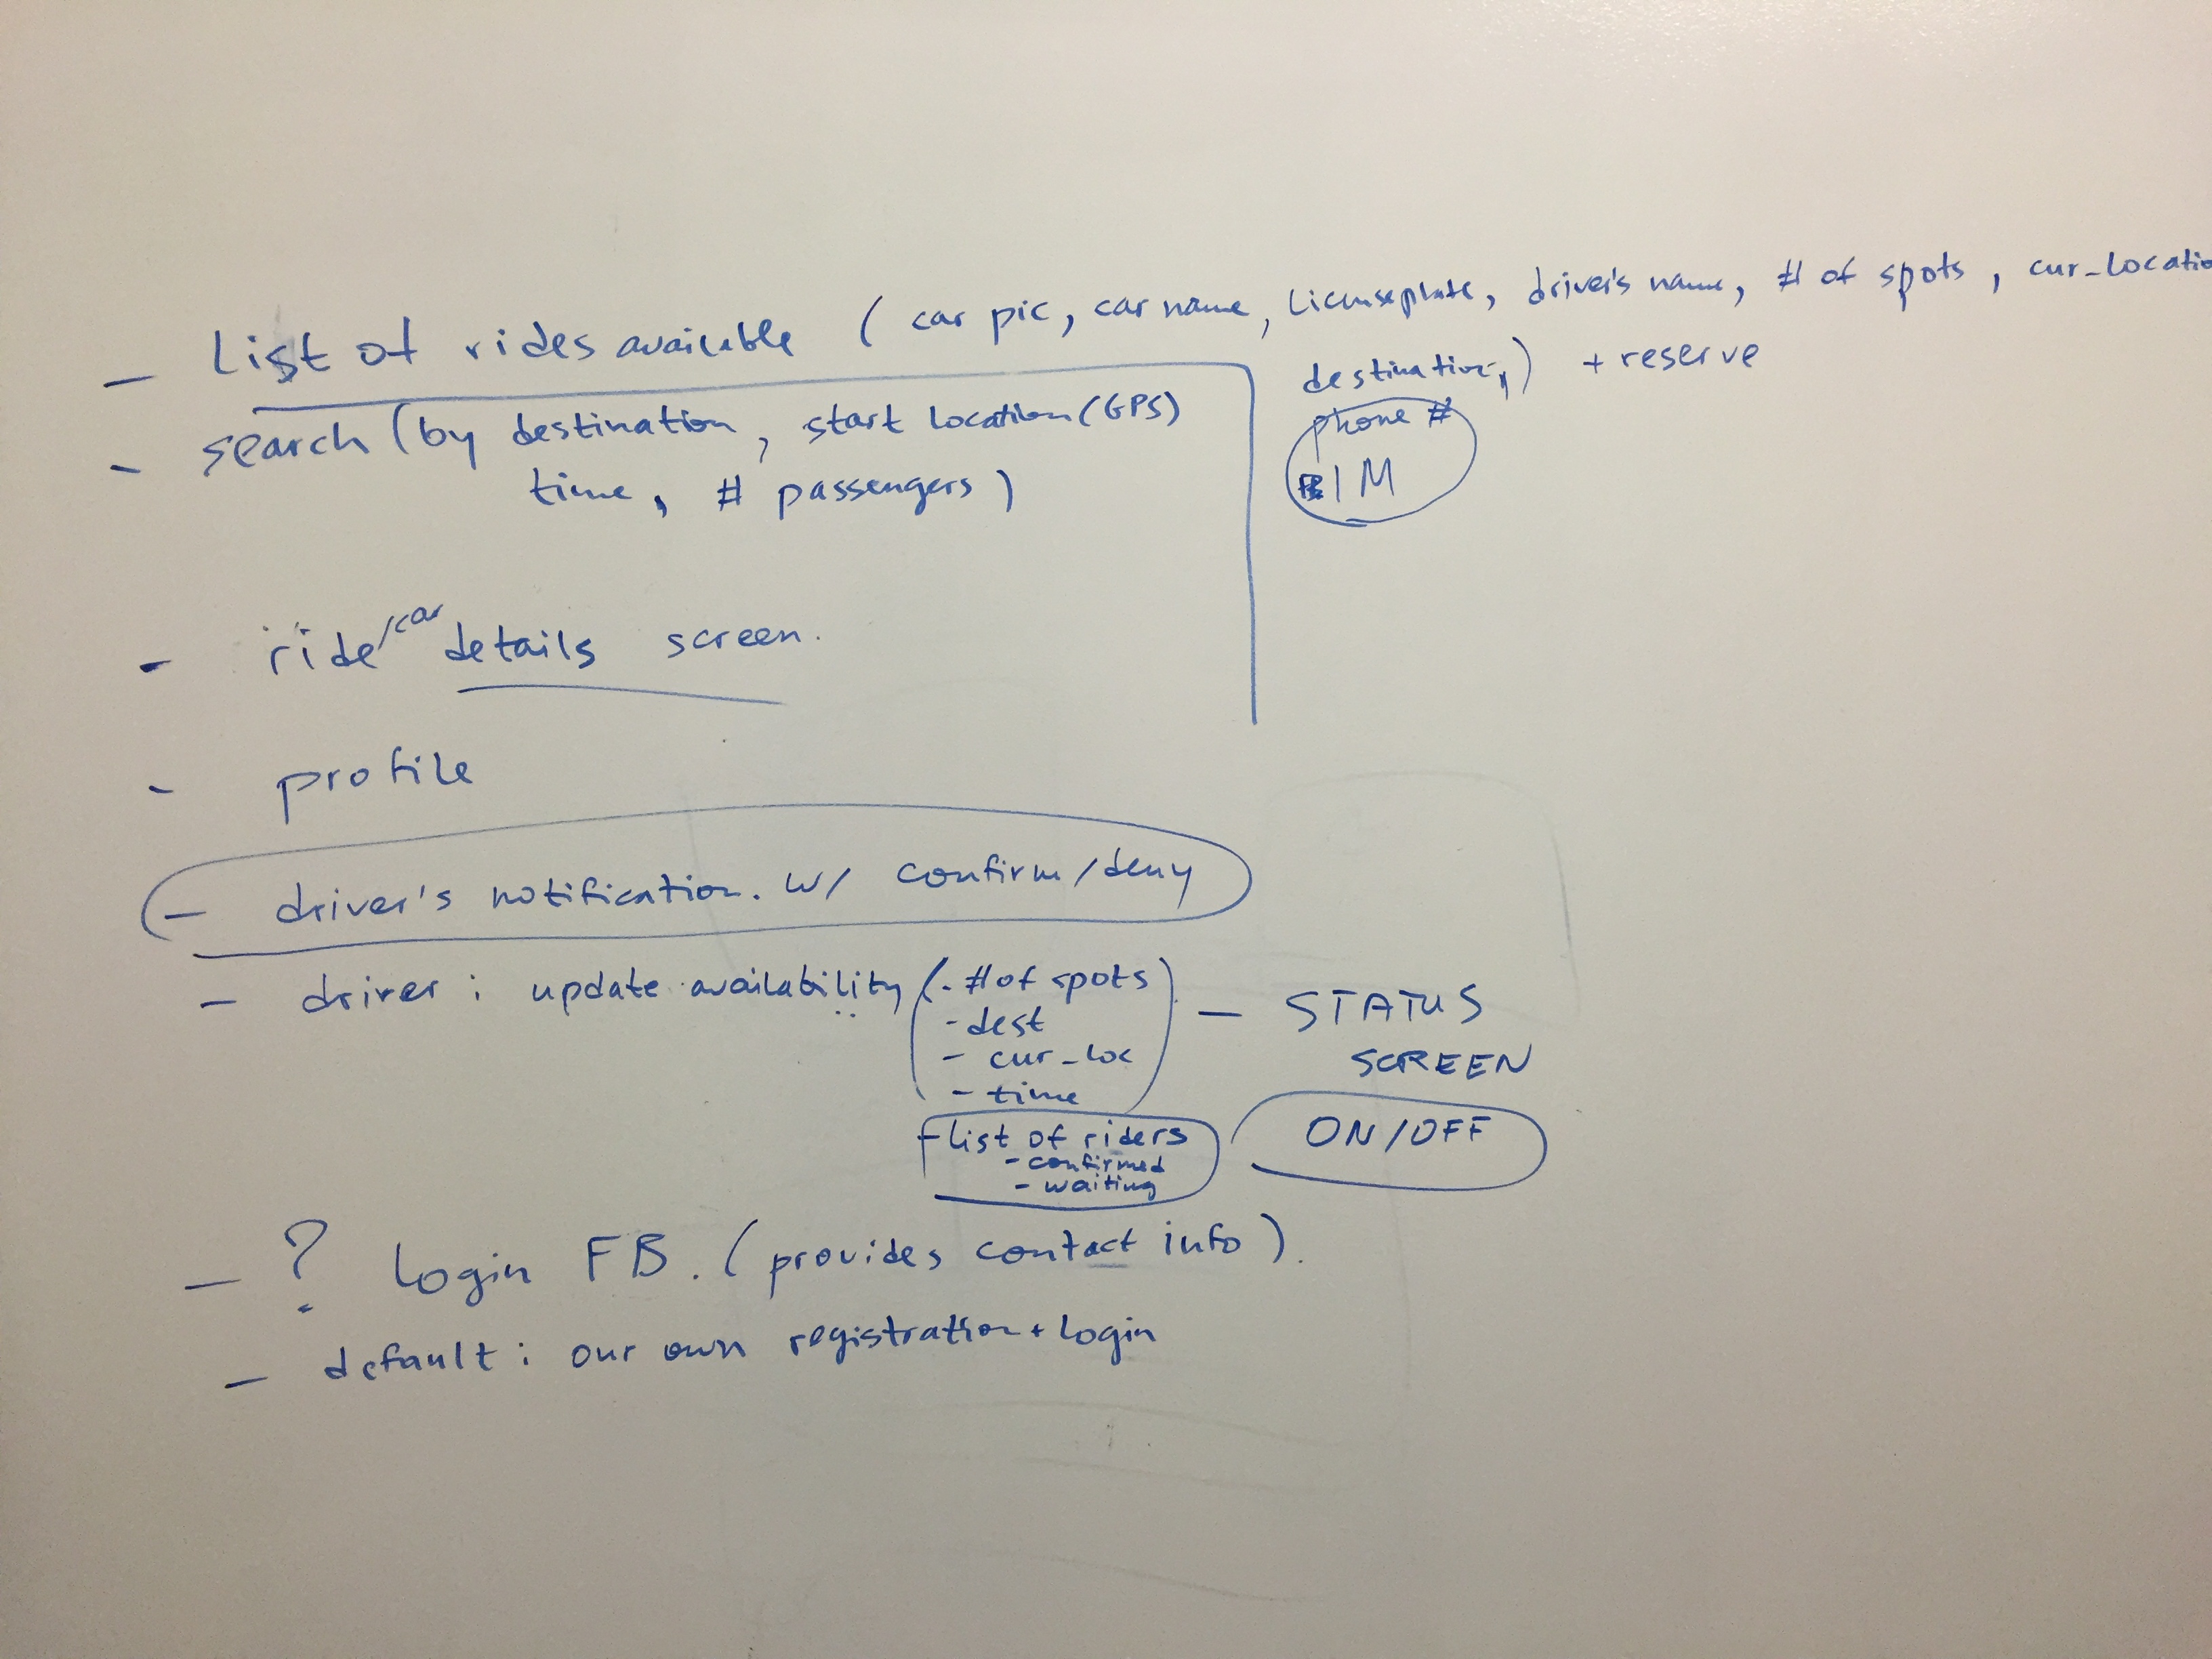 - List of rides available (car pic, car name, licenseplate, driver's name, # of spots, cur_locatio
destination,) + reserve
phone #
IM
- search (by destination, start location (GPS)
time, # passengers)
- ride/car details screen.
- profile
- driver's notification. w/ confirm/deny
- driver: update availability (- # of spots
- dest
- cur_loc
- time)
- STATUS
SCREEN
- list of riders
- confirmed
- waiting
ON/OFF
- ? Login FB. (provides contact info).
- default: our own registration + login